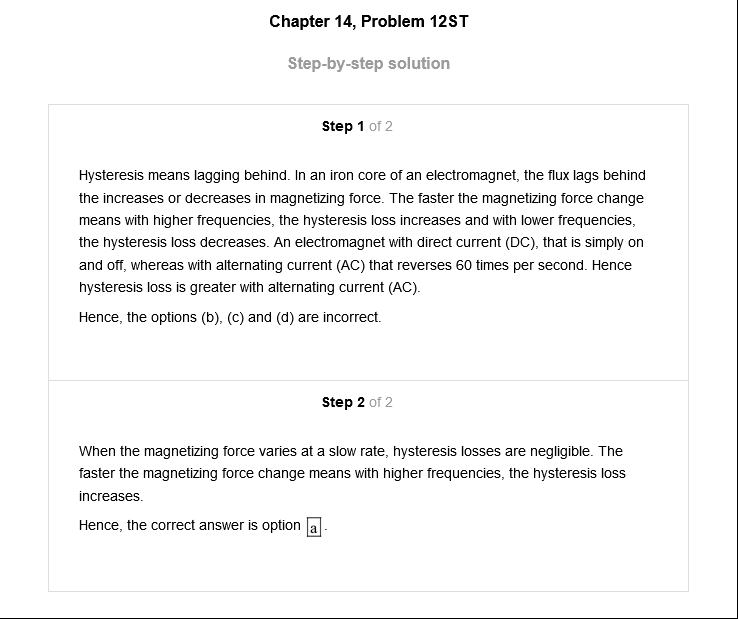 Chapter 14, Problem 12ST
Step-by-step solution
Step 1 of 2
Hysteresis means lagging behind. In an iron core of an electromagnet, the flux lags behind
the increases or decreases in magnetizing force. The faster the magnetizing force change
means with higher frequencies, the hysteresis loss increases and with lower frequencies,
the hysteresis loss decreases. An electromagnet with direct current (DC), that is simply on
and off, whereas with alternating current (AC) that reverses 60 times per second. Hence
hysteresis loss is greater with alternating current (AC).
Hence, the options (b), (c) and (d) are incorrect.
Step 2 of 2
When the magnetizing force varies at a slow rate, hysteresis losses are negligible. The
faster the magnetizing force change means with higher frequencies, the hysteresis loss
increases.
Hence, the correct answer is option a .